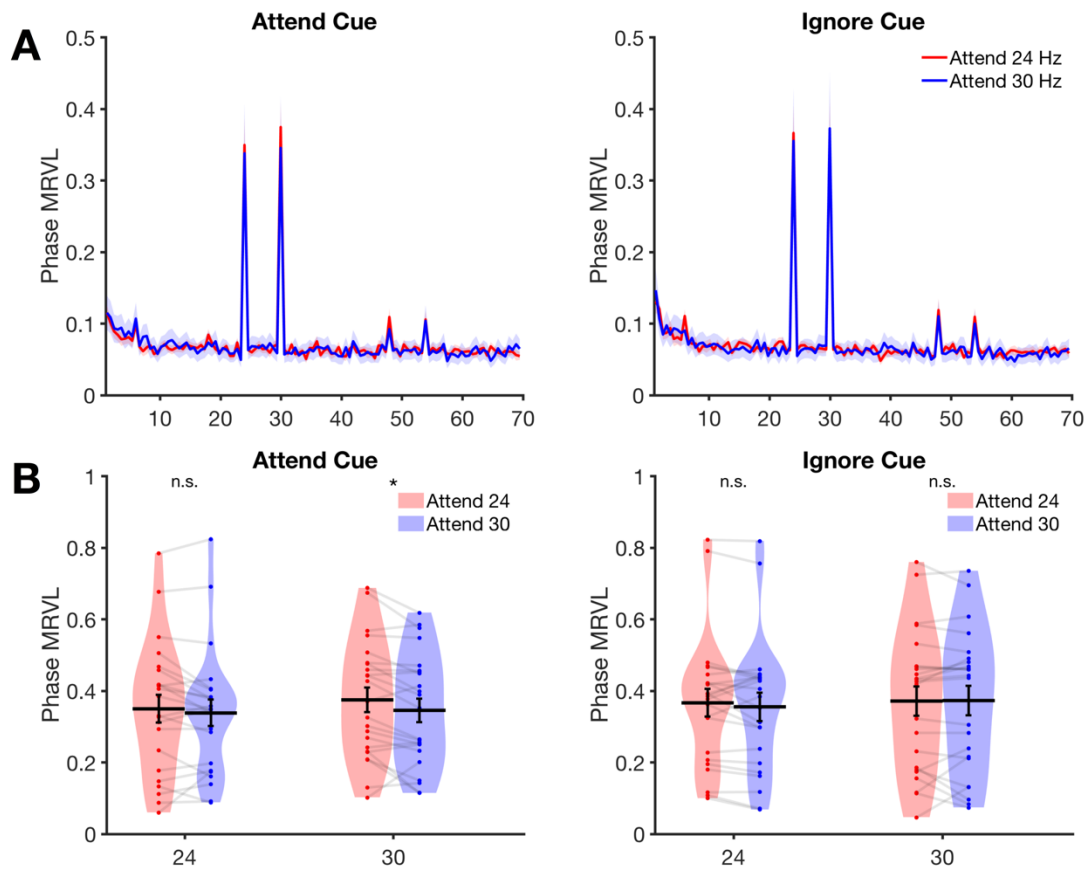 A
Attend Cue
Phase MRVL
0.5
0.4
0.3
0.2
0.1
0
10 20 30 40 50 60 70
Ignore Cue
Attend 24 Hz
Attend 30 Hz
Phase MRVL
0.5
0.4
0.3
0.2
0.1
0
10 20 30 40 50 60 70
B
Attend Cue
n.s. *
Attend 24
Attend 30
Phase MRVL
1
0.8
0.6
0.4
0.2
0
24 30
Ignore Cue
n.s. n.s.
Attend 24
Attend 30
Phase MRVL
1
0.8
0.6
0.4
0.2
0
24 30